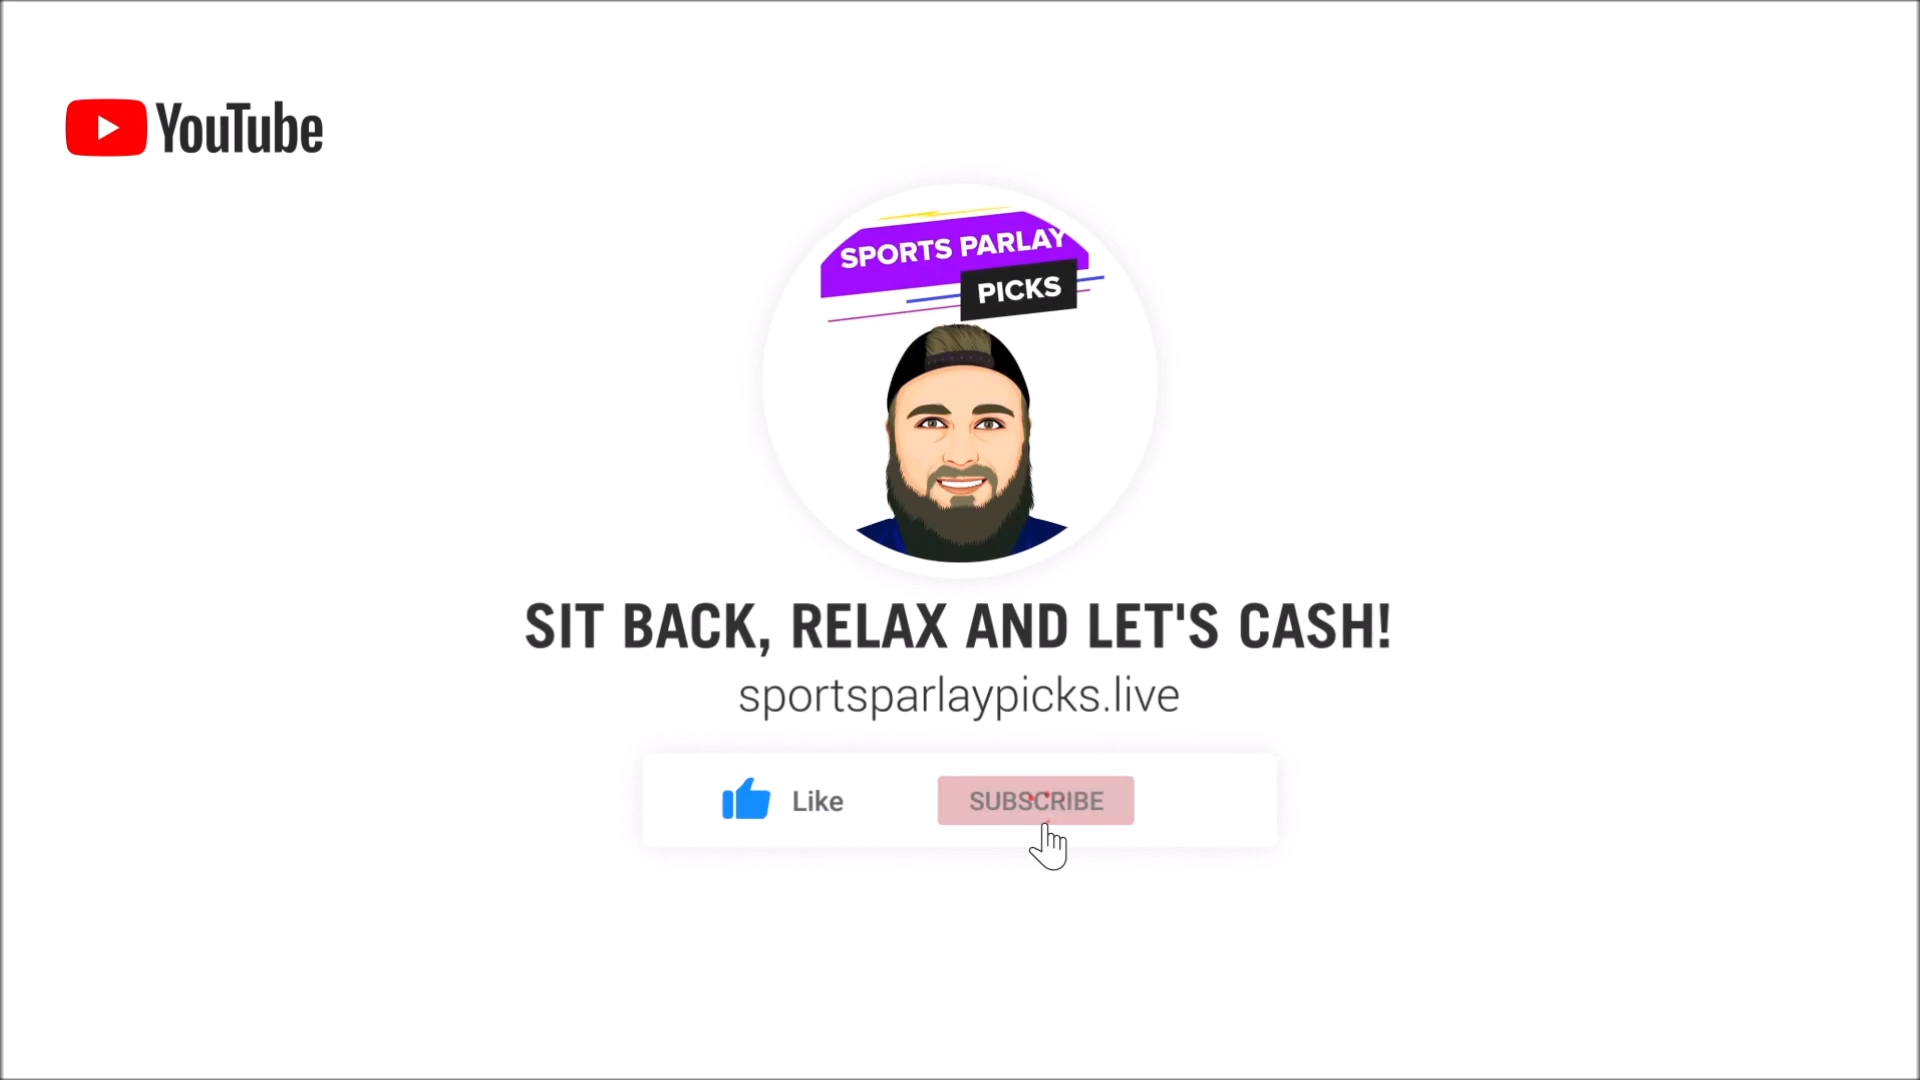 YouTube
SPORTS PARLAY
PICKS
SIT BACK, RELAX AND LET'S CASH!
sportsparlaypicks.live
Like
SUBSCRIBE